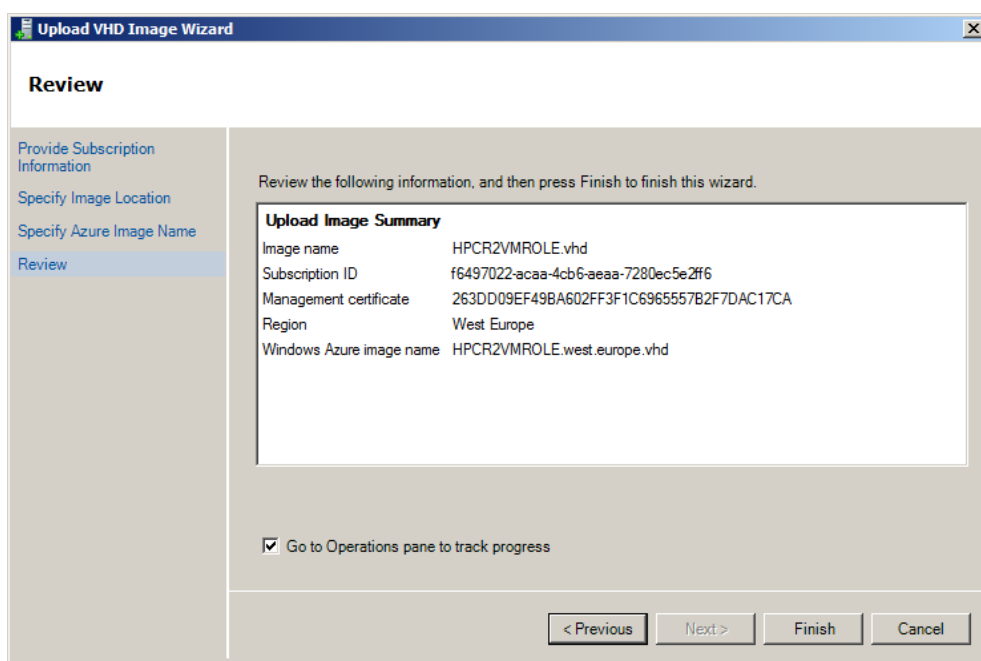 Upload VHD Image Wizard
Review
Provide Subscription
Information
Specify Image Location
Specify Azure Image Name
Review
Review the following information, and then press Finish to finish this wizard.
Upload Image Summary
Image name HPCR2VMROLE.vhd
Subscription ID f6497022-acaa-4cb6-aeaa-7280ec5e2ff6
Management certificate 263DD09EF49BA602FF3F1C6965557B2F7DAC17CA
Region West Europe
Windows Azure image name HPCR2VMROLE.west.europe.vhd
Go to Operations pane to track progress
< Previous Next > Finish Cancel